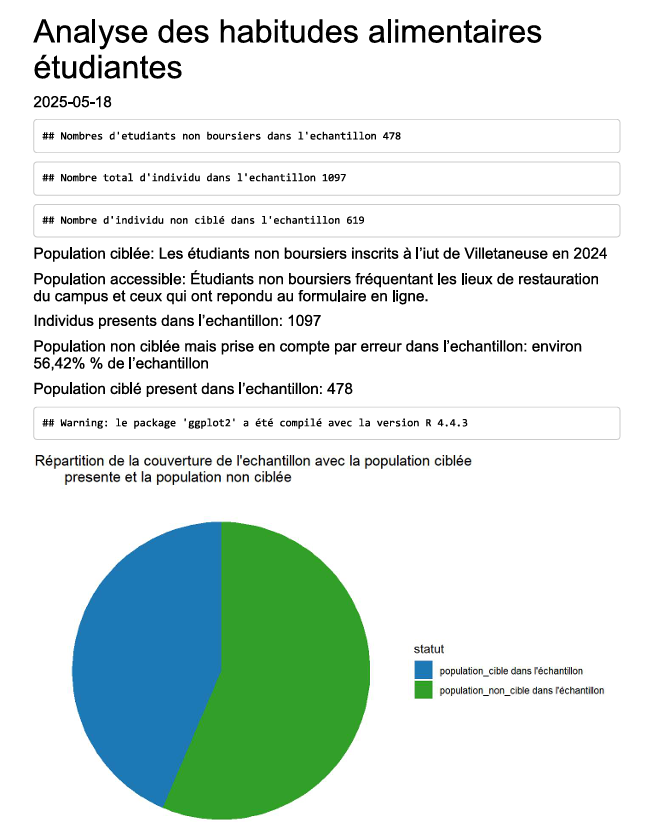 Analyse des habitudes alimentaires
étudiantes
2025-05-18
## Nombres d'etudiants non boursiers dans l'echantillon 478
## Nombre total d'individu dans l'echantillon 1097
## Nombre d'individu non ciblé dans l'echantillon 619
Population ciblée: Les étudiants non boursiers inscrits à l'iut de Villetaneuse en 2024
Population accessible: Étudiants non boursiers fréquentant les lieux de restauration
du campus et ceux qui ont repondu au formulaire en ligne.
Individus presents dans l'echantillon: 1097
Population non ciblée mais prise en compte par erreur dans l'echantillon: environ
56,42% % de l'echantillon
Population ciblé present dans l'echantillon: 478
## Warning: le package 'ggplot2' a été compilé avec la version R 4.4.3
Répartition de la couverture de l'echantillon avec la population ciblée
presente et la population non ciblée
statut
population_cible dans l'échantillon
population_non_cible dans l'échantillon